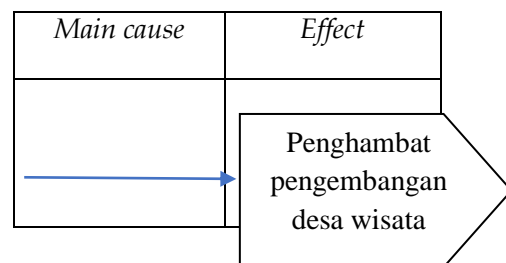 Main cause
Effect
Penghambat
pengembangan
desa wisata